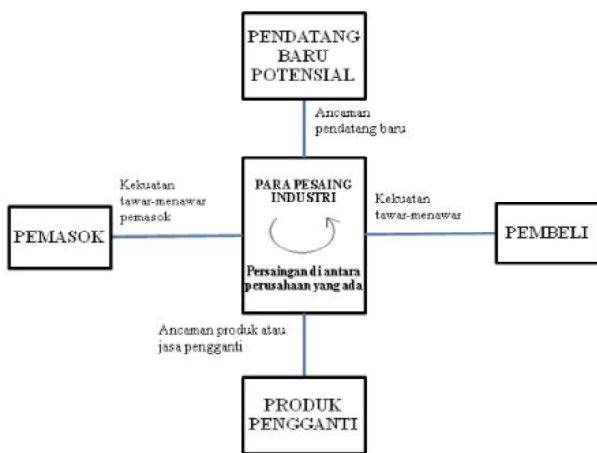 PENDATANG
BARU
POTENSIAL
Ancaman
pendatang baru
Kekuatan
tawar-menawar
pemasok
PEMASOK
PARA PESAING
INDUSTRI
Persaingan di antara
perusahaan yang ada
Kekuatan
tawar-menawar
PEMBELI
Ancaman produk atau
jasa pengganti
PRODUK
PENGGANTI